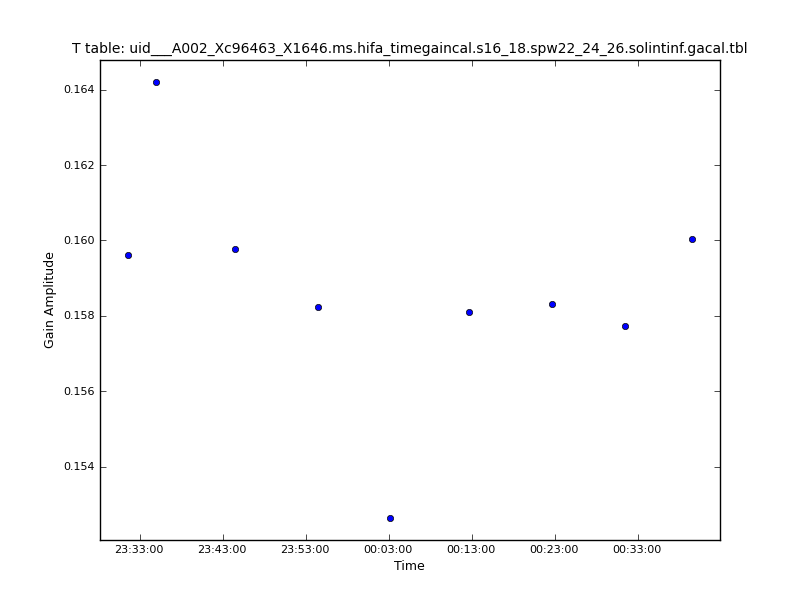 T table: uid___A002_Xc96463_X1646.ms.hifa_timegaincal.s16_18.spw22_24_26.solintinf.gacal.tbl
0.164
0.162
0.160
0.158
0.156
0.154
Gain Amplitude
23:33:00 23:43:00 23:53:00 00:03:00 00:13:00 00:23:00 00:33:00
Time